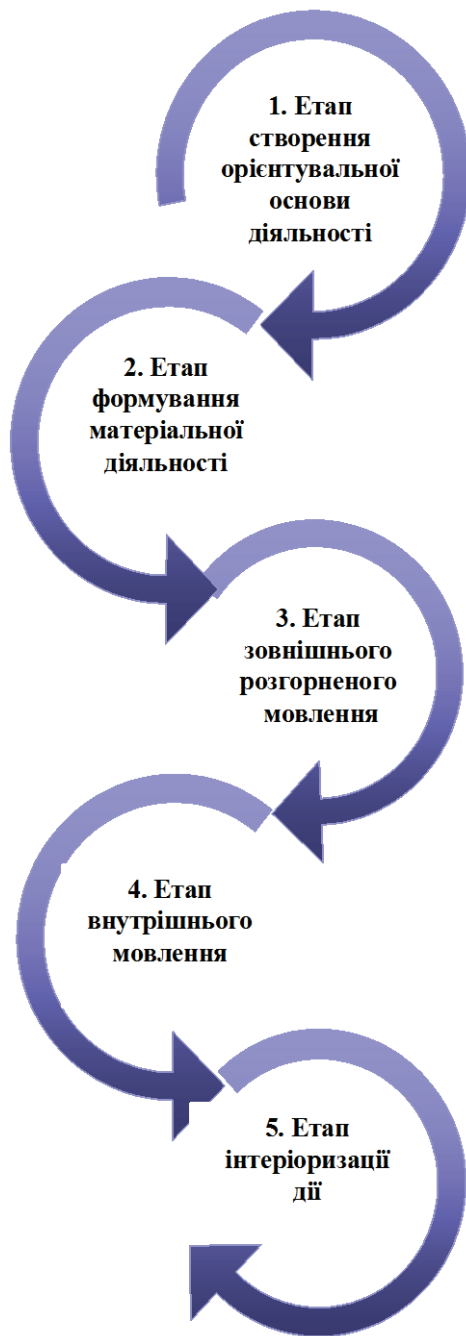 1. Етап
створення
орієнтувальної
основи
діяльності
2. Етап
формування
матеріальної
діяльності
3. Етап
зовнішнього
розгорненого
мовлення
4. Етап
внутрішнього
мовлення
5. Етап
інтеріоризації
дії